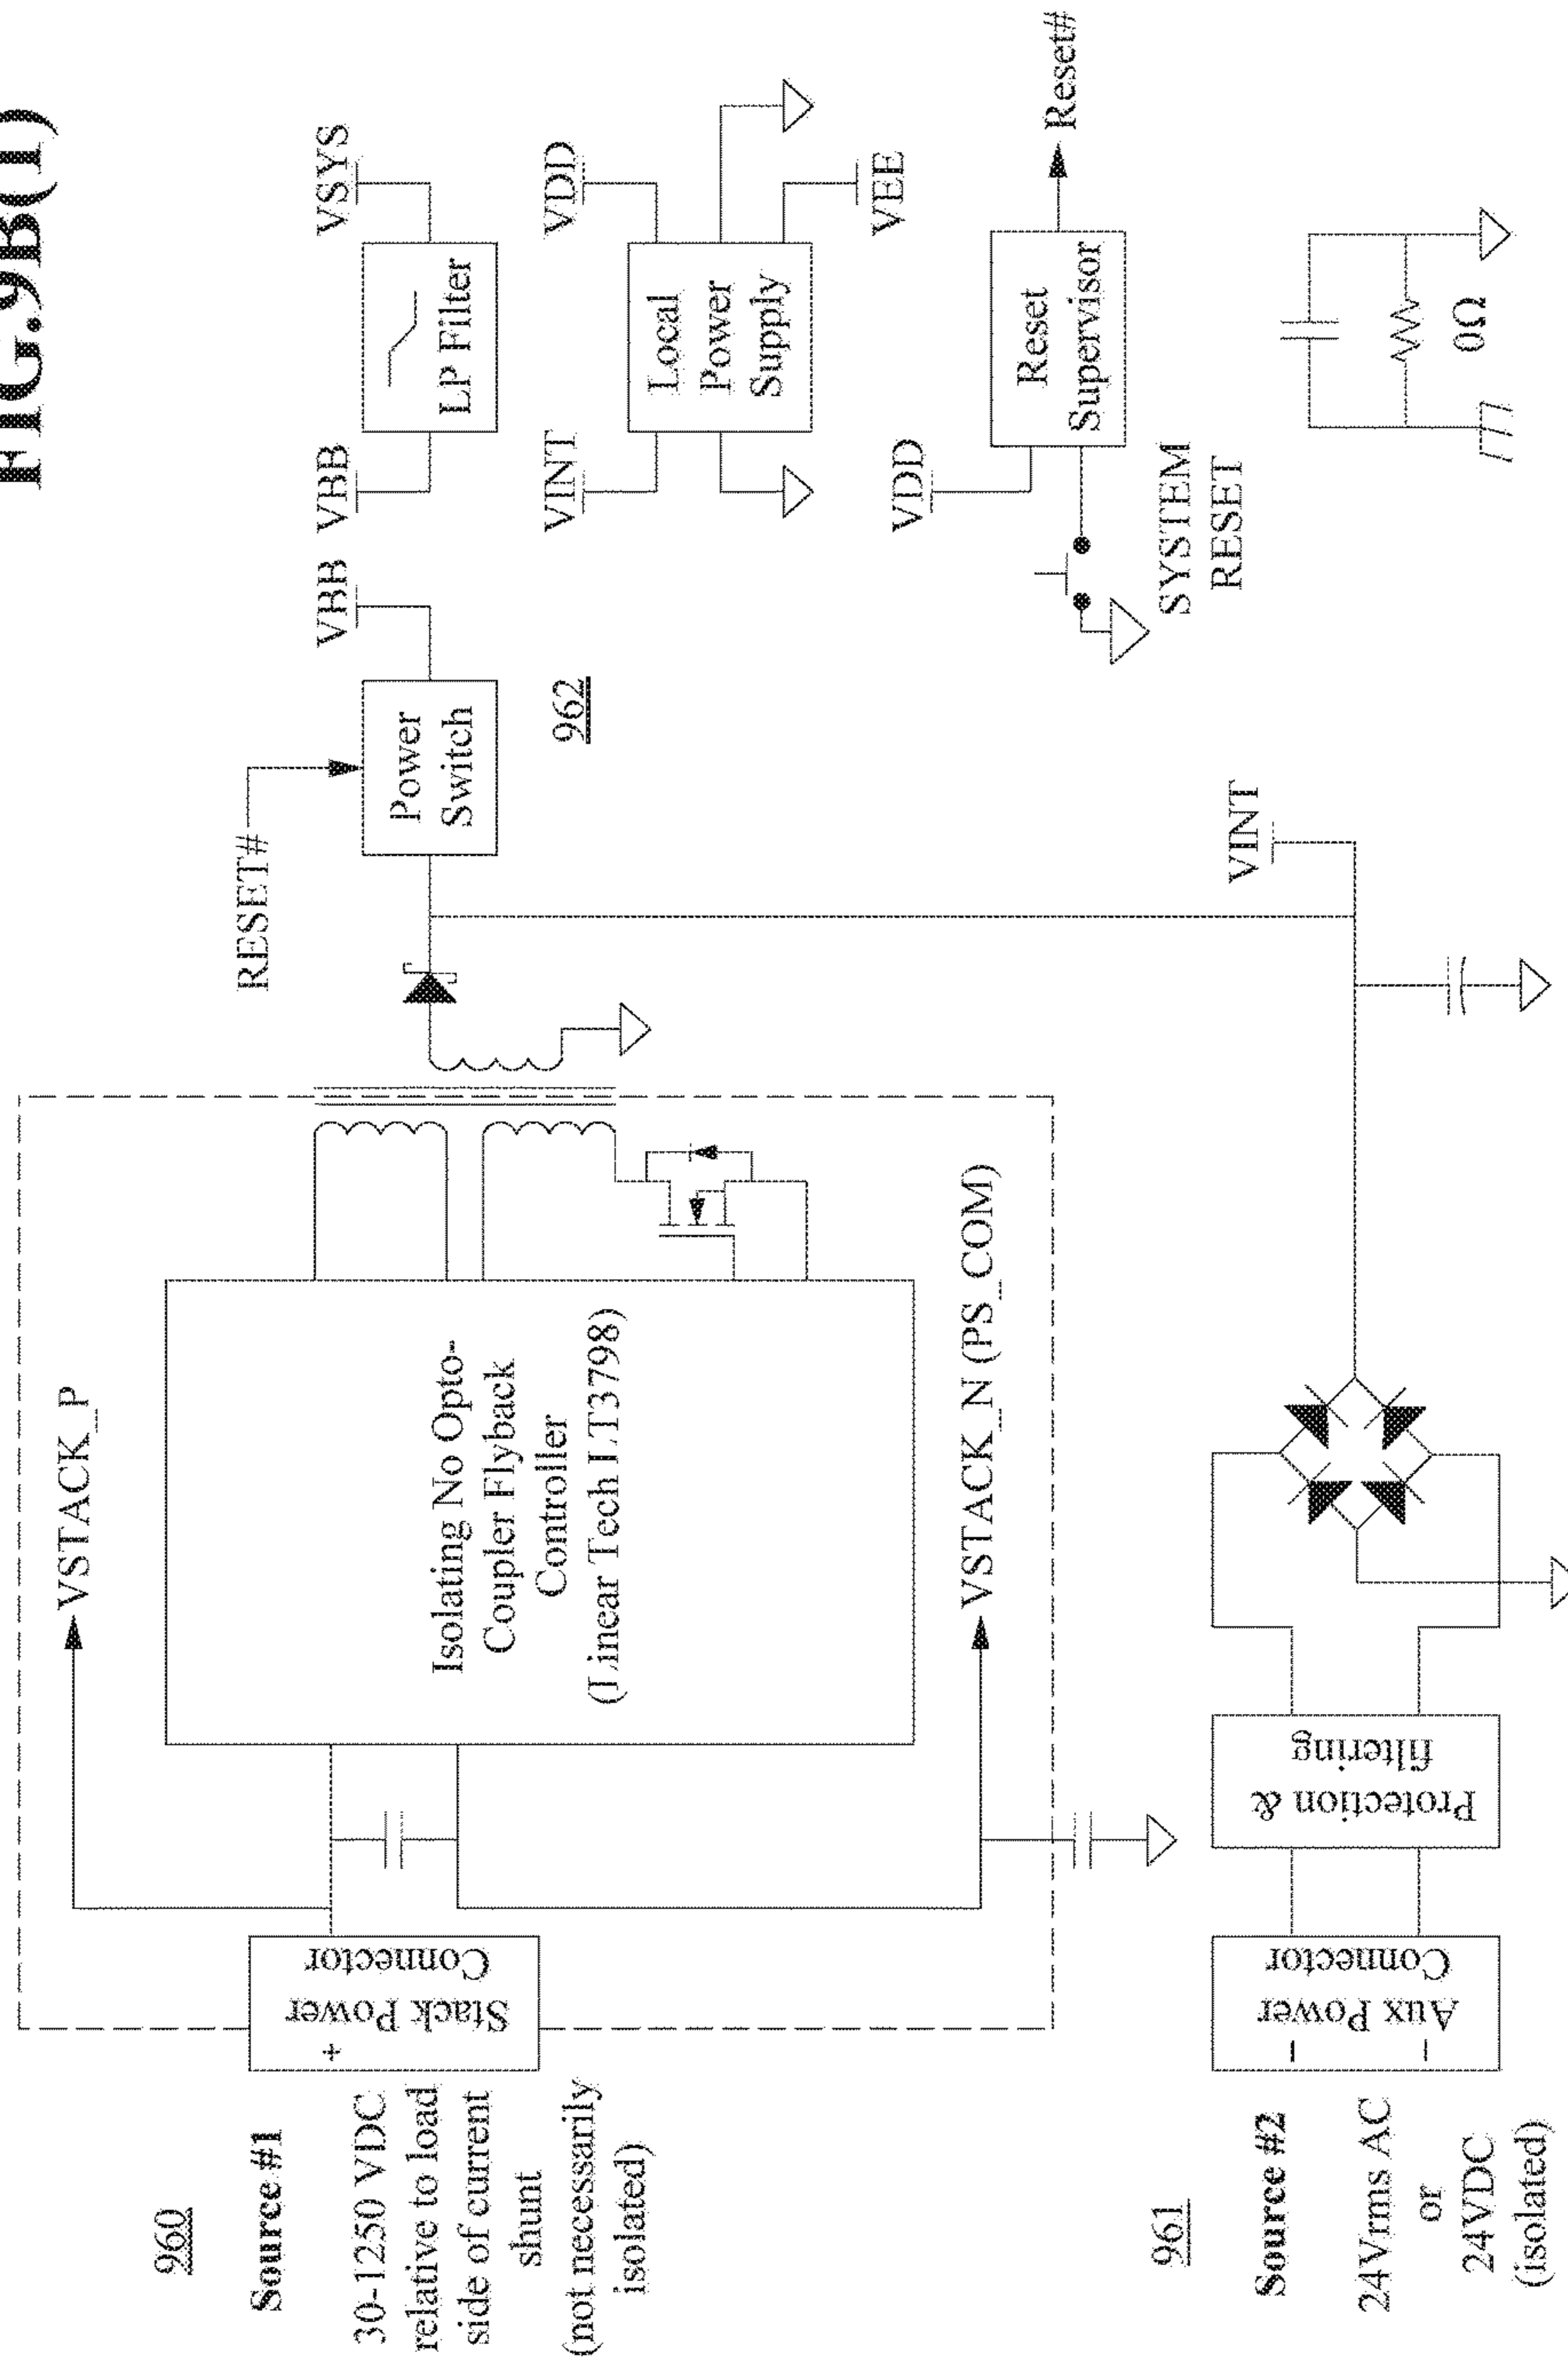 FIG.9B(1)
960
Source #1
30-1250 VDC
relative to load
side of current
shunt
(not necessarily
isolated)
+
Stack Power
Connector
VSTACK_P
Isolating No Opto-
Coupler Flyback
Controller
(Linear Tech LT3798)
VSTACK_N (PS_COM)
RESET#
Power
Switch
962
VBB
VBB
LP Filter
VSYS
VINT
Local
Power
Supply
VDD
VEE
VDD
Reset
Supervisor
Reset#
SYSTEM
RESET
0Ω
961
Source #2
24Vrms AC
or
24VDC
(isolated)
Aux Power
Connector
Protection &
filtering
VINT